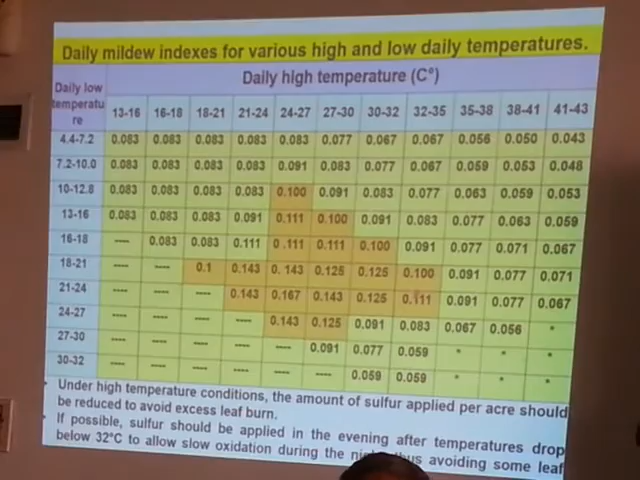 Daily mildew indexes for various high and low daily temperatures.
Daily low temperatu re
Daily high temperature (C°)
13-16 16-18 18-21 21-24 24-27 27-30 30-32 32-35 35-38 38-41 41-43
4.4-7.2 0.083 0.083 0.083 0.083 0.083 0.077 0.067 0.067 0.056 0.050 0.043
7.2-10.0 0.083 0.083 0.083 0.083 0.091 0.083 0.077 0.067 0.059 0.053 0.048
10-12.8 0.083 0.083 0.083 0.083 0.100 0.091 0.083 0.077 0.063 0.059 0.053
13-16 0.083 0.083 0.083 0.091 0.111 0.100 0.091 0.083 0.077 0.063 0.059
16-18 ---- 0.083 0.083 0.111 0.111 0.111 0.100 0.091 0.077 0.071 0.067
18-21 ---- ---- 0.1 0.143 0.143 0.125 0.125 0.100 0.091 0.077 0.071
21-24 ---- ---- ---- 0.143 0.167 0.143 0.125 0.111 0.091 0.077 0.067
24-27 ---- ---- ---- ---- 0.143 0.125 0.091 0.083 0.067 0.056 *
27-30 ---- ---- ---- ---- ---- 0.091 0.077 0.059 * * *
30-32 ---- ---- ---- ---- ---- ---- 0.059 0.059 * * *
Under high temperature conditions, the amount of sulfur applied per acre should
be reduced to avoid excess leaf burn.
If possible, sulfur should be applied in the evening after temperatures drop
below 32°C to allow slow oxidation during the avoiding some leaf